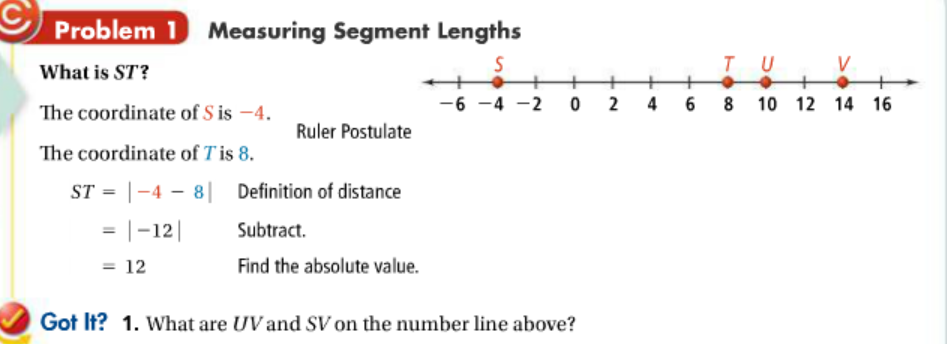 C Problem 1 Measuring Segment Lengths
What is ST?
S T U V
−6 −4 −2 0 2 4 6 8 10 12 14 16
The coordinate of S is −4.
Ruler Postulate
The coordinate of T is 8.
ST = |−4 − 8| Definition of distance
= |−12| Subtract.
= 12 Find the absolute value.
Got It? 1. What are UV and SV on the number line above?